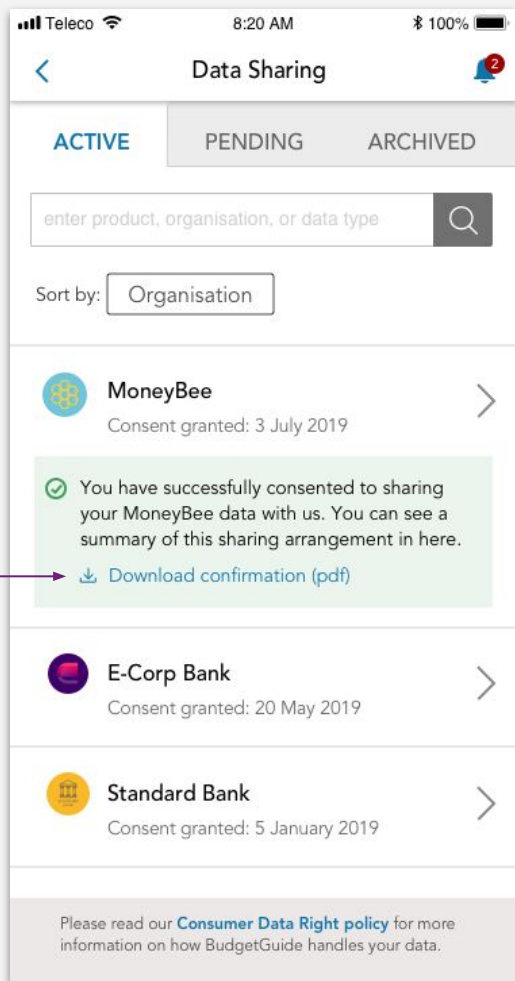 Teleco 8:20 AM 100%
Data Sharing 2
ACTIVE PENDING ARCHIVED
enter product, organisation, or data type
Sort by: Organisation
MoneyBee
Consent granted: 3 July 2019
You have successfully consented to sharing
your MoneyBee data with us. You can see a
summary of this sharing arrangement in here.
Download confirmation (pdf)
E-Corp Bank
Consent granted: 20 May 2019
Standard Bank
Consent granted: 5 January 2019
Please read our Consumer Data Right policy for more
information on how BudgetGuide handles your data.